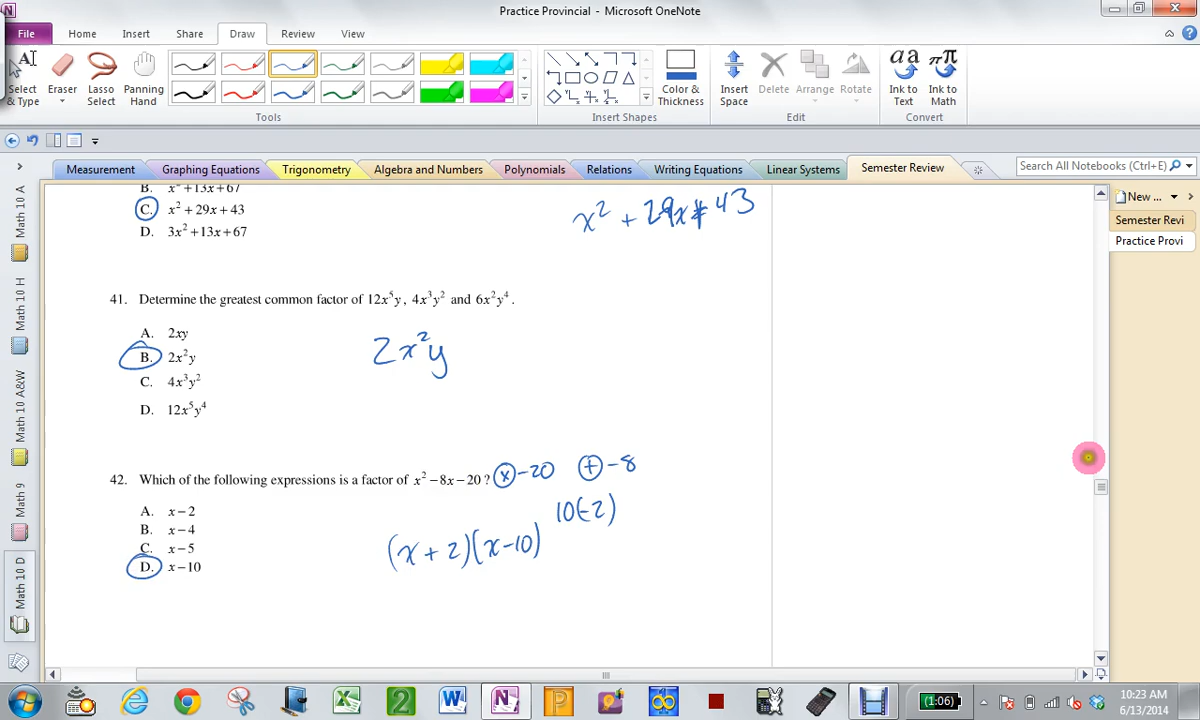 Practice Provincial - Microsoft OneNote
File Home Insert Share Draw Review View
Select & Type Eraser Lasso Select Panning Hand Color & Thickness Insert Space Delete Arrange Rotate Ink to Text Ink to Math
Tools Insert Shapes Edit Convert
Measurement Graphing Equations Trigonometry Algebra and Numbers Polynomials Relations Writing Equations Linear Systems Semester Review Search All Notebooks (Ctrl+E)
New ...
Semester Revi
Practice Provi
Math 10 A
Math 10 H
Math 10 A&W
Math 9
Math 10 D
B. x² +13x+67
C. x² +29x+43
D. 3x² +13x+67
x² + 29x + 43
41. Determine the greatest common factor of 12x⁵y, 4x³y² and 6x²y⁴.
A. 2xy
B. 2x²y
C. 4x³y²
D. 12x⁵y⁴
2x²y
42. Which of the following expressions is a factor of x² −8x−20? × -20 + -8
A. x−2
B. x−4
C. x−5
D. x−10
10(-2)
(x+2)(x-10)
(1:06)
10:23 AM
6/13/2014